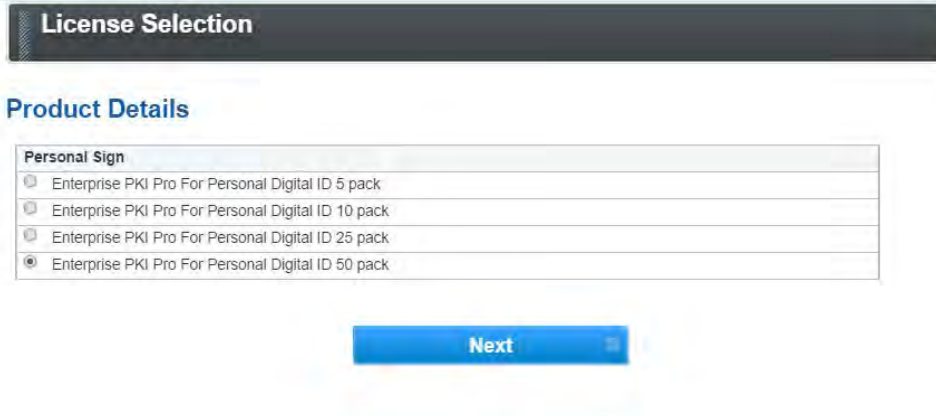 License Selection
Product Details
Personal Sign
Enterprise PKI Pro For Personal Digital ID 5 pack
Enterprise PKI Pro For Personal Digital ID 10 pack
Enterprise PKI Pro For Personal Digital ID 25 pack
Enterprise PKI Pro For Personal Digital ID 50 pack
Next